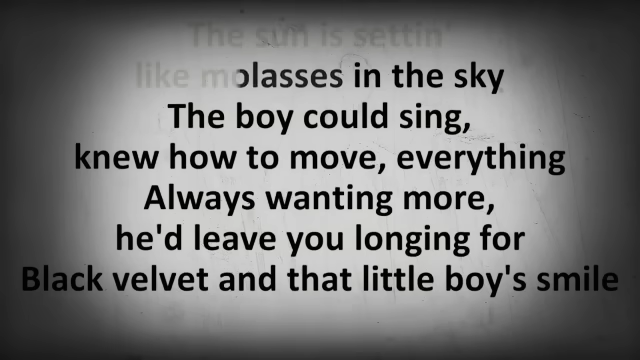 The sun is settin'
like molasses in the sky
The boy could sing,
knew how to move, everything
Always wanting more,
he'd leave you longing for
Black velvet and that little boy's smile